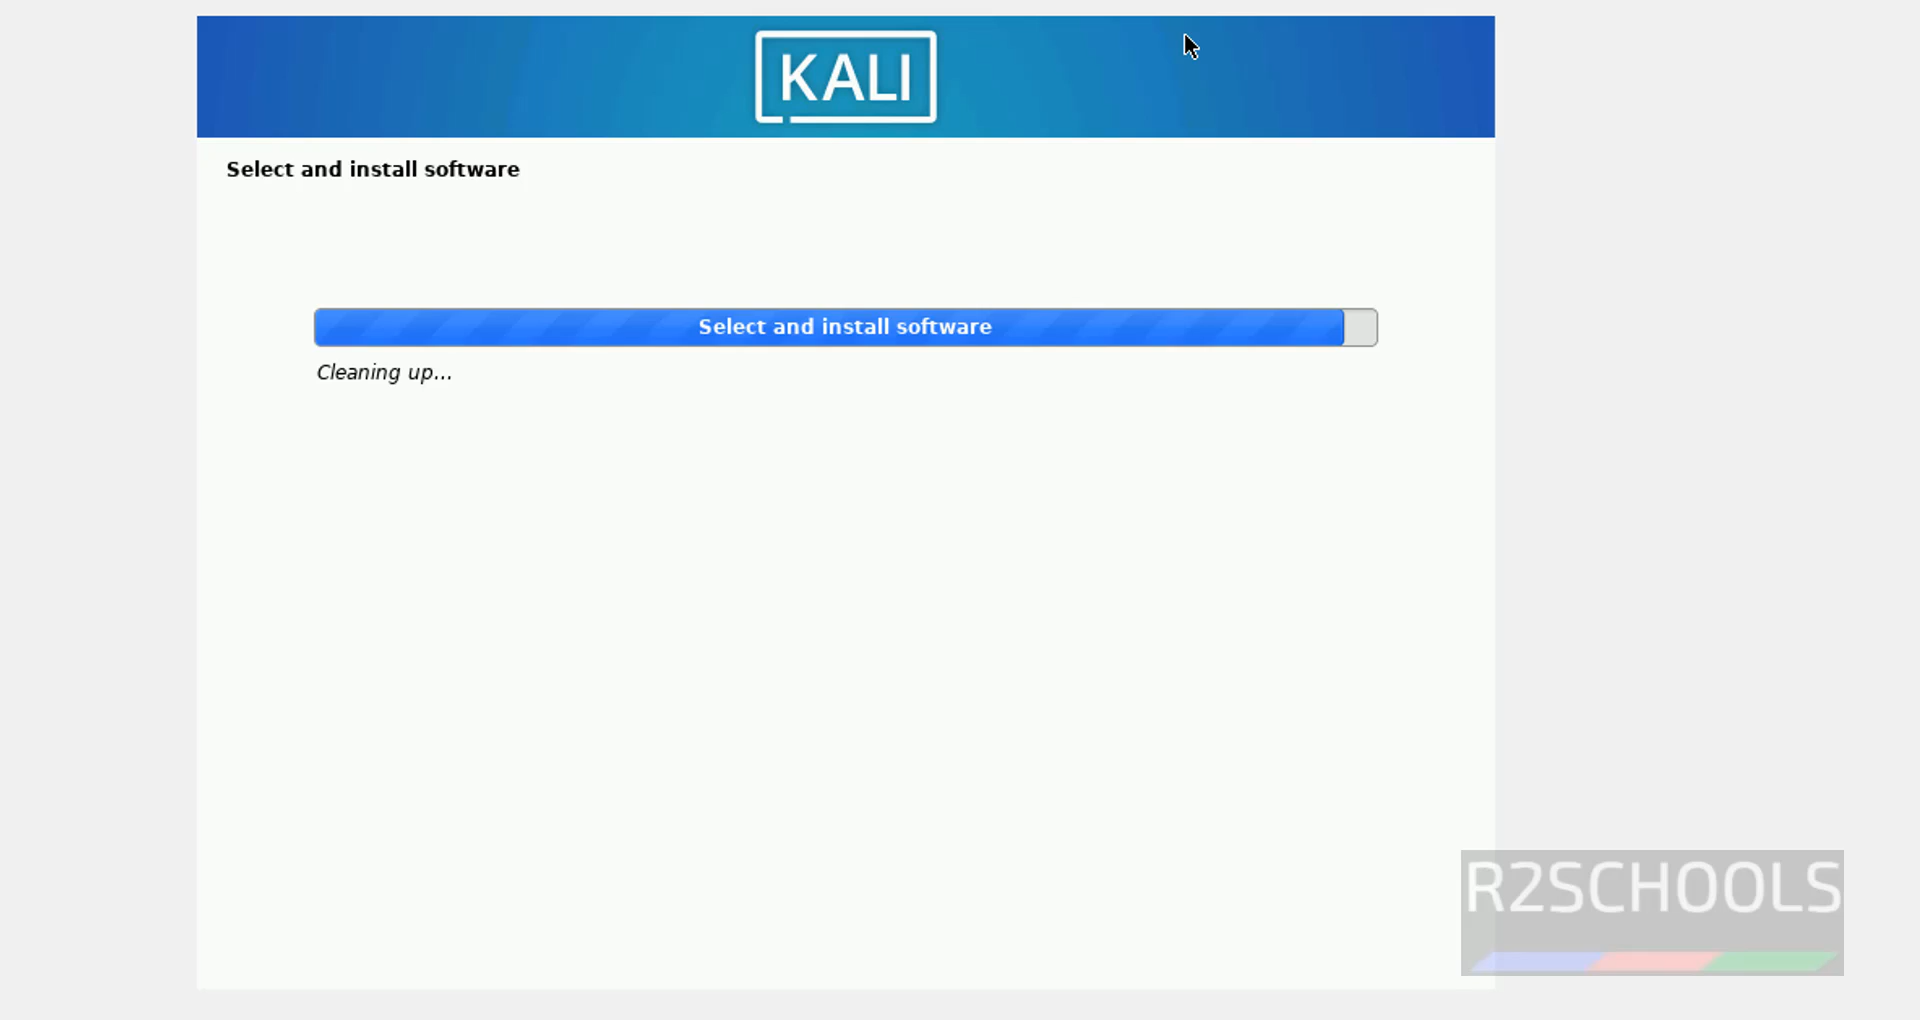 KALI
Select and install software
Select and install software
Cleaning up...
R2SCHOOLS